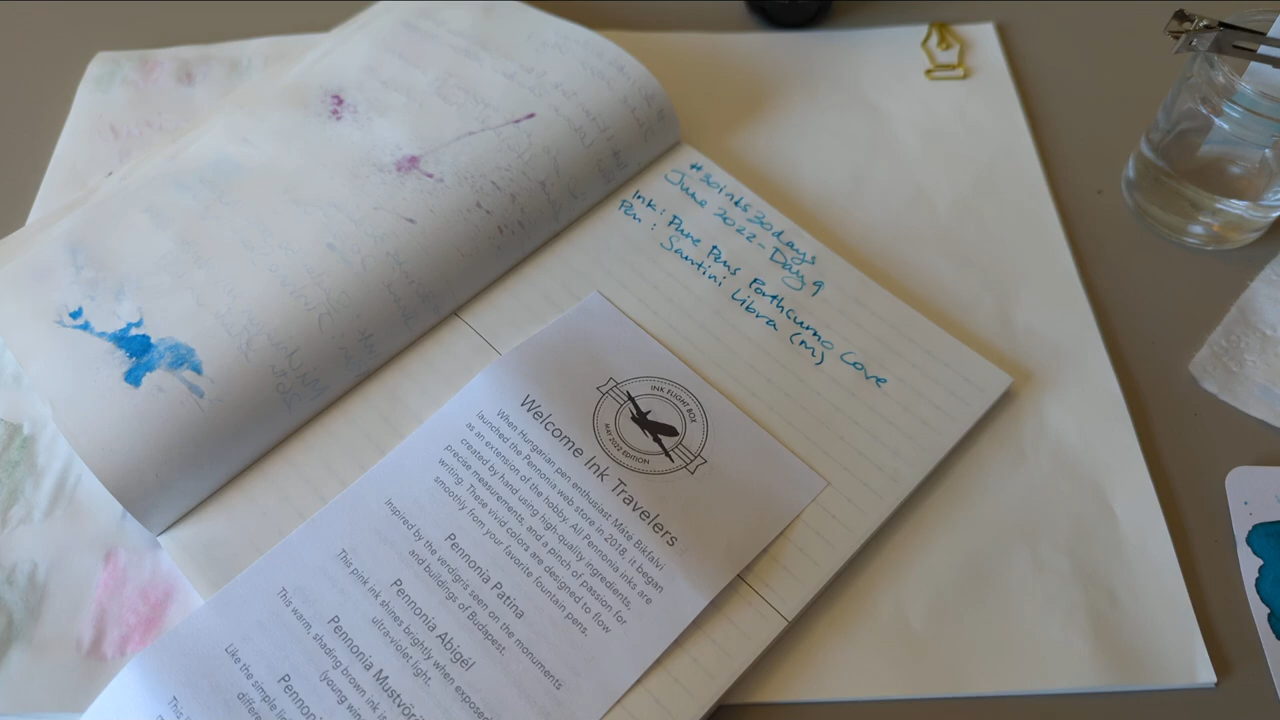 #30inks30days
June 2022 - Day 9
Ink: Pure Pens Porthcurno Cove
Pen: Santini Libra (M)
INK FLIGHT BOX
MAY 2022 EDITION
Welcome Ink Travelers
When Hungarian pen enthusiast Máté Bikfalvi
launched the Pennonia web store in 2018, it began
as an extension of the hobby. All Pennonia inks are
created by hand using high-quality ingredients,
precise measurements, and a pinch of passion for
writing. These vivid colors are designed to flow
smoothly from your favorite fountain pens.
Pennonia Patina
Inspired by the verdigris seen on the monuments
and buildings of Budapest.
Pennonia Abigél
This pink ink shines brightly when exposed
ultra-violet light.
Pennonia Mustvörö
This warm, shading brown ink i
(young win
Pennoni
Like the simple li
differe
This li